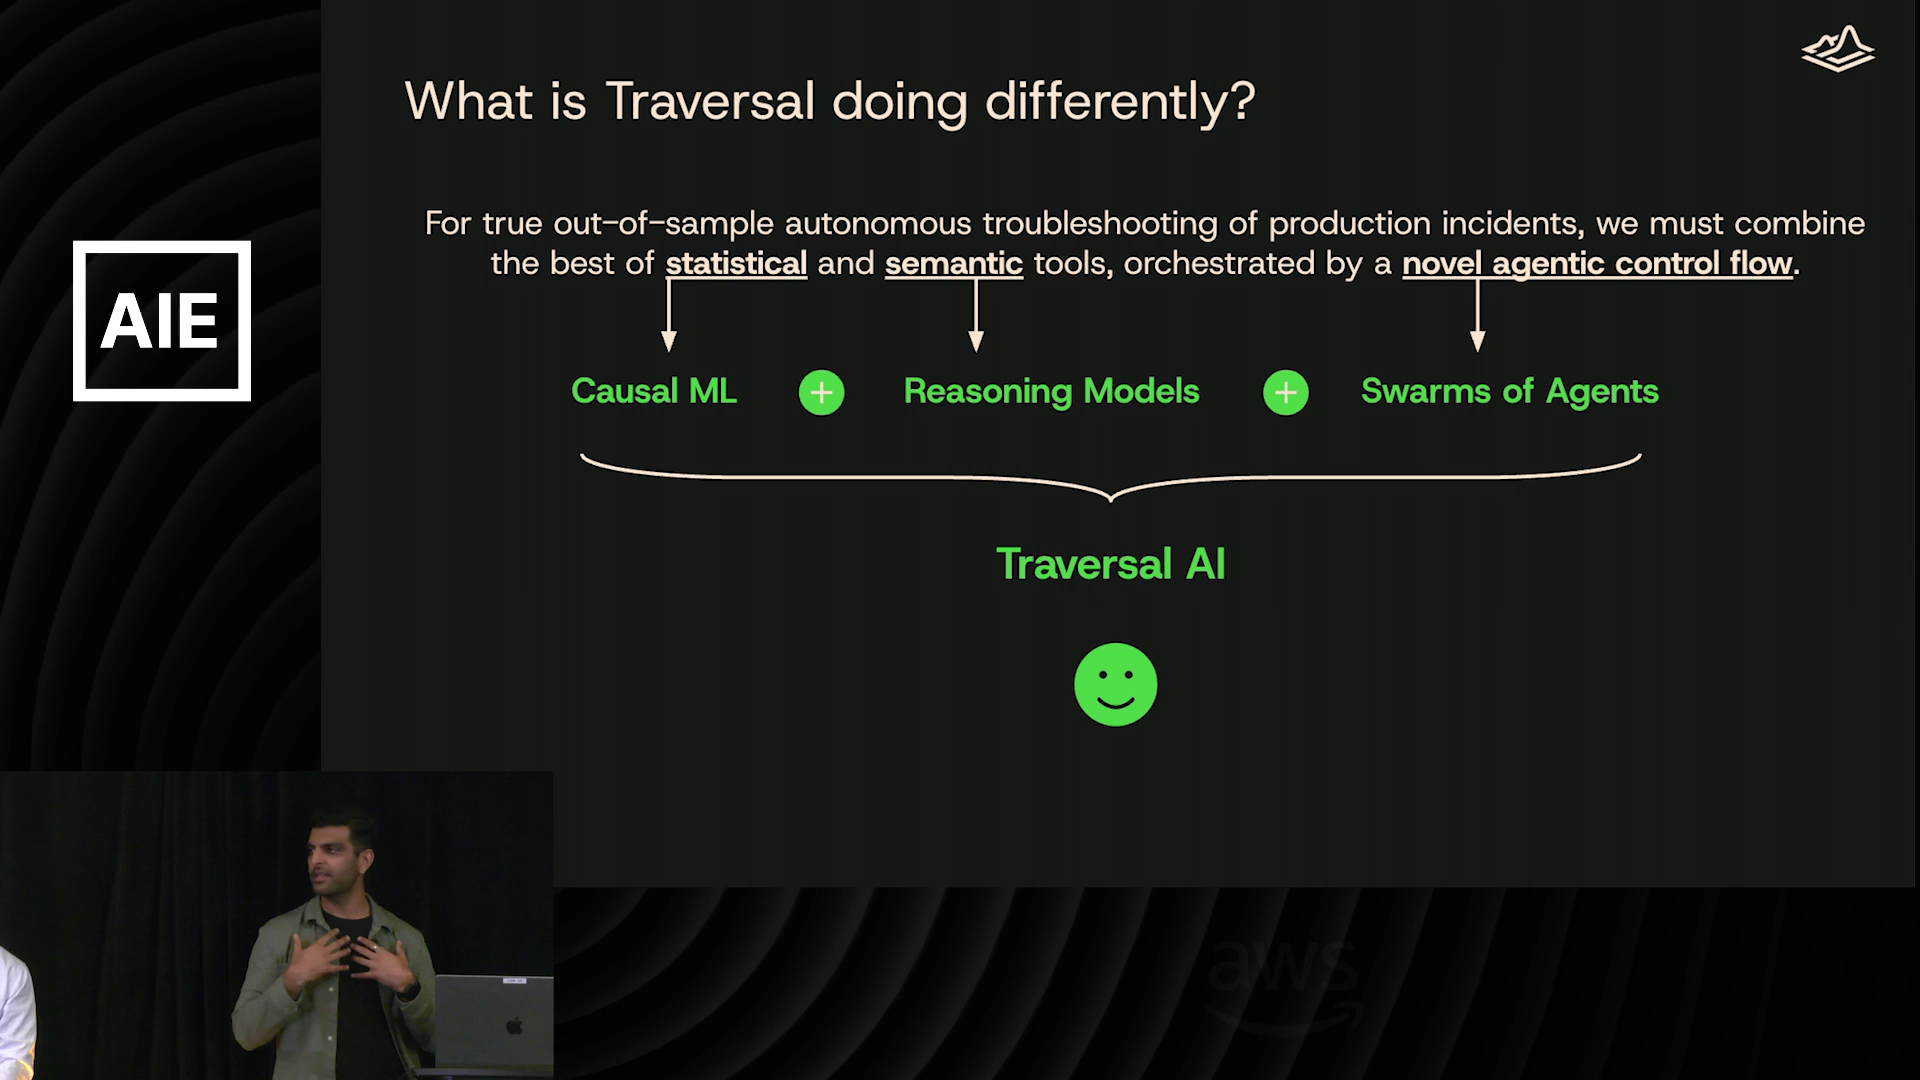 What is Traversal doing differently?
AIE
For true out-of-sample autonomous troubleshooting of production incidents, we must combine
the best of statistical and semantic tools, orchestrated by a novel agentic control flow.
Causal ML + Reasoning Models + Swarms of Agents
Traversal AI
aws